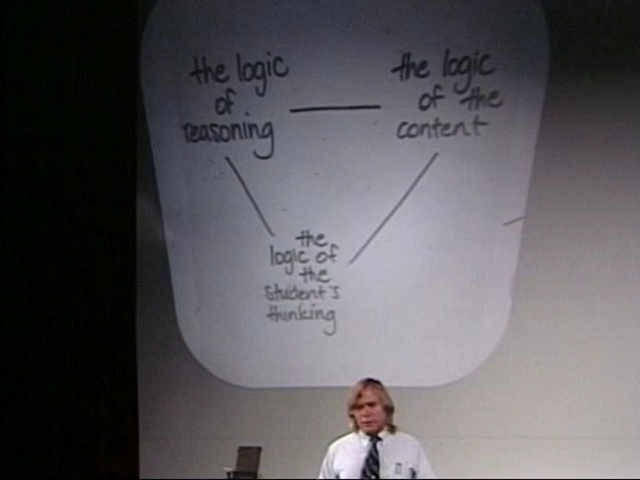 the logic
of
reasoning
the logic
of the
content
the
logic of
the
student's
thinking